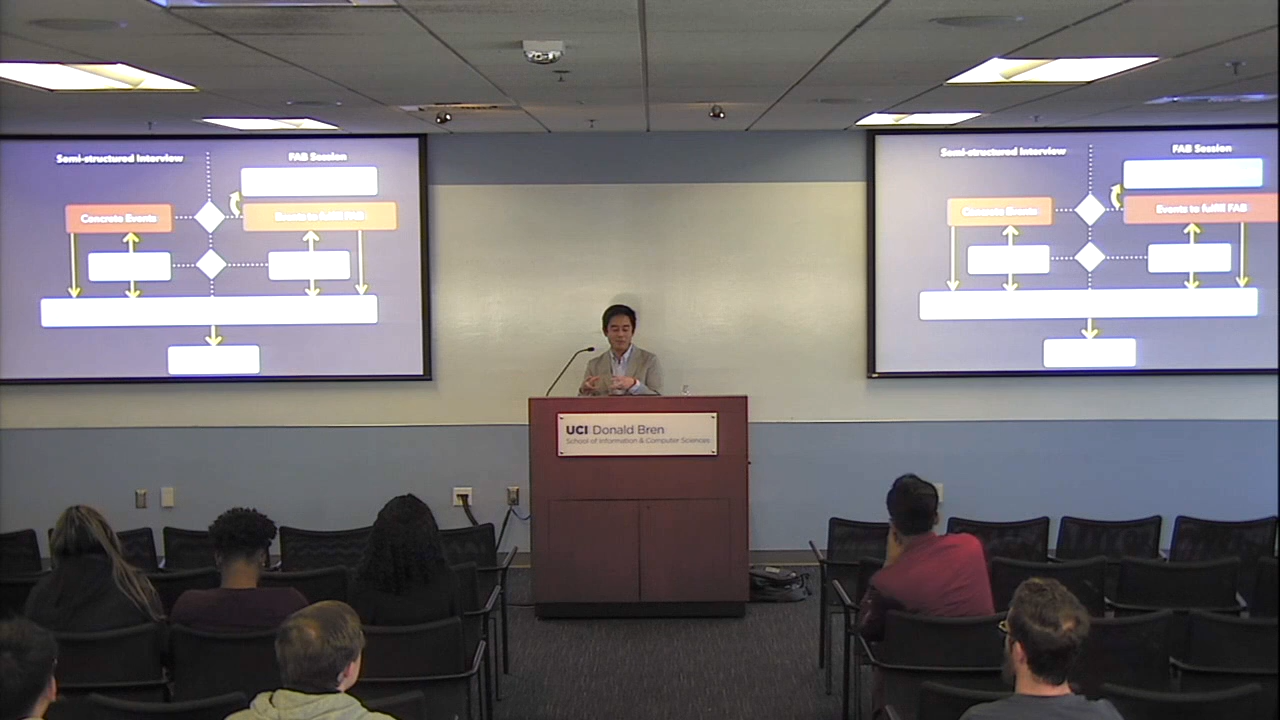 Semi-structured Interview
FAB Session
Concrete Events
Events to fulfill FAB
Semi-structured Interview
FAB Session
Concrete Events
Events to fulfill FAB
UCI Donald Bren
School of Information & Computer Sciences